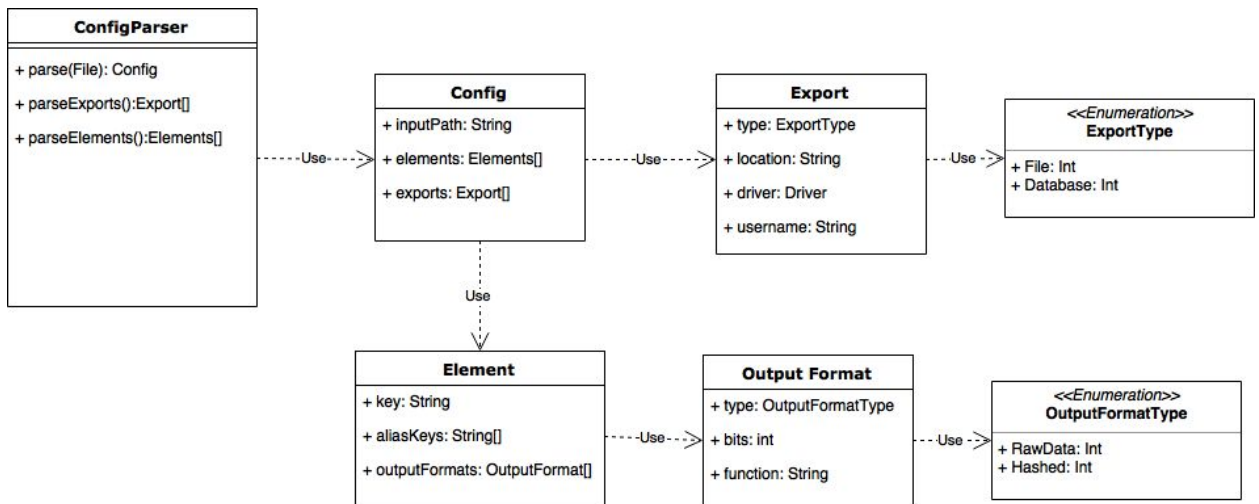 ConfigParser
+ parse(File): Config
+ parseExports():Export[]
+ parseElements():Elements[]
Use
Config
+ inputPath: String
+ elements: Elements[]
+ exports: Export[]
Use
Export
+ type: ExportType
+ location: String
+ driver: Driver
+ username: String
Use
<<Enumeration>>
ExportType
+ File: Int
+ Database: Int
Use
Element
+ key: String
+ aliasKeys: String[]
+ outputFormats: OutputFormat[]
Use
Output Format
+ type: OutputFormatType
+ bits: int
+ function: String
Use
<<Enumeration>>
OutputFormatType
+ RawData: Int
+ Hashed: Int